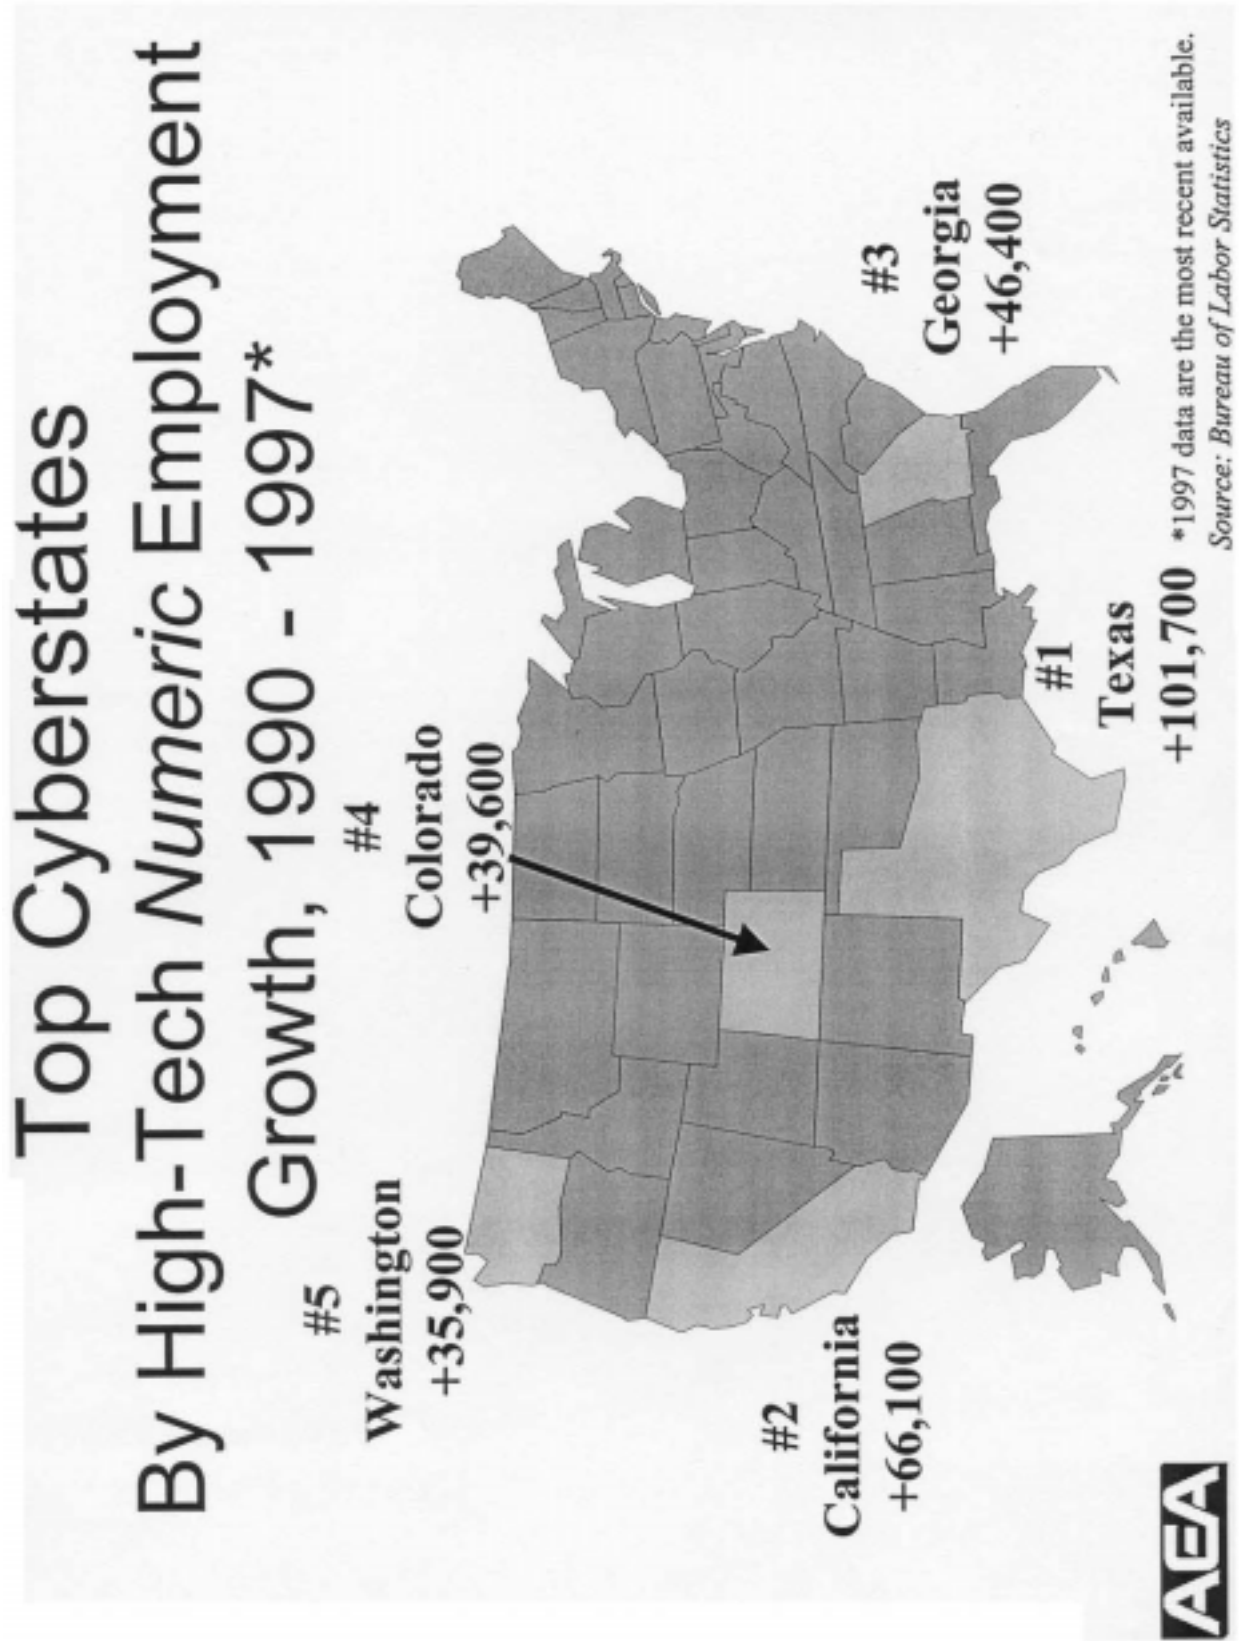 Top Cyberstates
By High-Tech Numeric Employment
Growth, 1990 - 1997*
#5
Washington
+35,900
#4
Colorado
+39,600
#2
California
+66,100
#3
Georgia
+46,400
#1
Texas
+101,700
*1997 data are the most recent available.
Source: Bureau of Labor Statistics
AEA